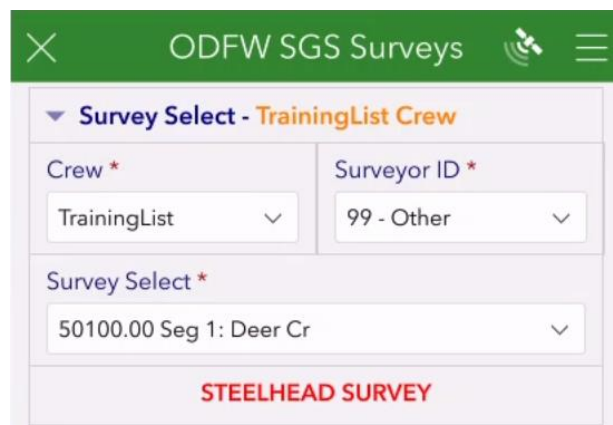 ODFW SGS Surveys
Survey Select - TrainingList Crew
Crew * Surveyor ID *
TrainingList 99 - Other
Survey Select *
50100.00 Seg 1: Deer Cr
STEELHEAD SURVEY